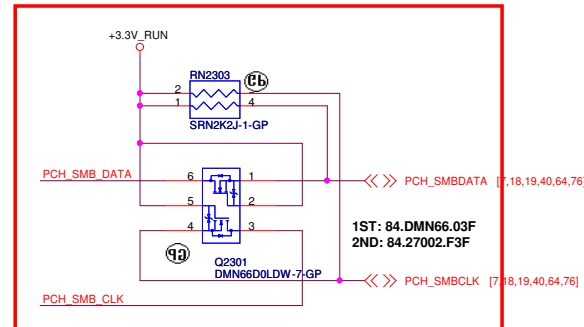 +3.3V_RUN
RN2303
2
1
4
SRN2K2J-1-GP
PCH_SMB_DATA
6
1
PCH_SMBDATA [7,18,19,40,64,76]
5
2
4
3
1ST: 84.DMN66.03F
2ND: 84.27002.F3F
Q2301
DMN66D0LDW-7-GP
PCH_SMBCLK [7,18,19,40,64,76]
PCH_SMB_CLK